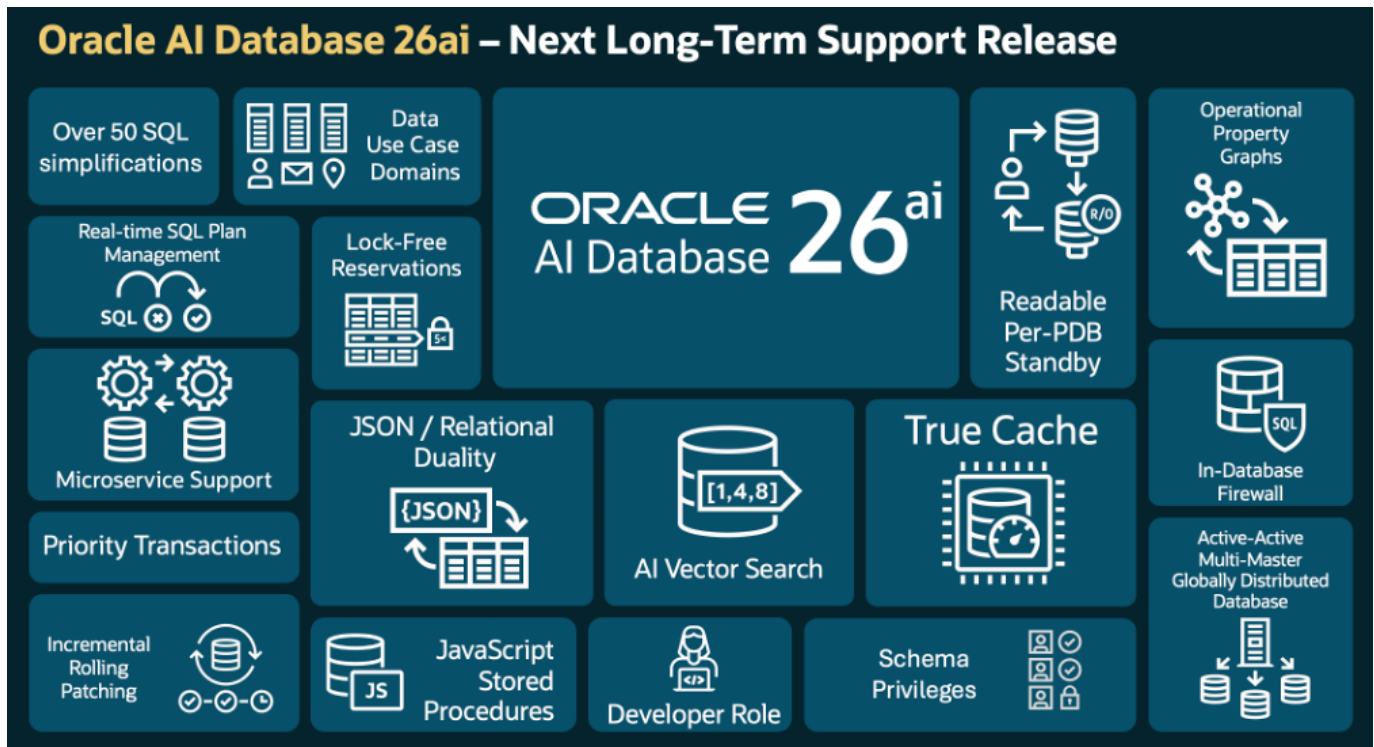 Oracle AI Database 26ai – Next Long-Term Support Release
Over 50 SQL
simplifications
Data
Use Case
Domains
ORACLE
AI Database 26ai
Readable
Per-PDB
Standby
R/O
Operational
Property
Graphs
Real-time SQL Plan
Management
SQL
Lock-Free
Reservations
5<
Microservice Support
JSON / Relational
Duality
{JSON}
[1,4,8]
AI Vector Search
True Cache
SQL
In-Database
Firewall
Priority Transactions
Active-Active
Multi-Master
Globally Distributed
Database
Incremental
Rolling
Patching
JS
JavaScript
Stored
Procedures
</>
Developer Role
Schema
Privileges